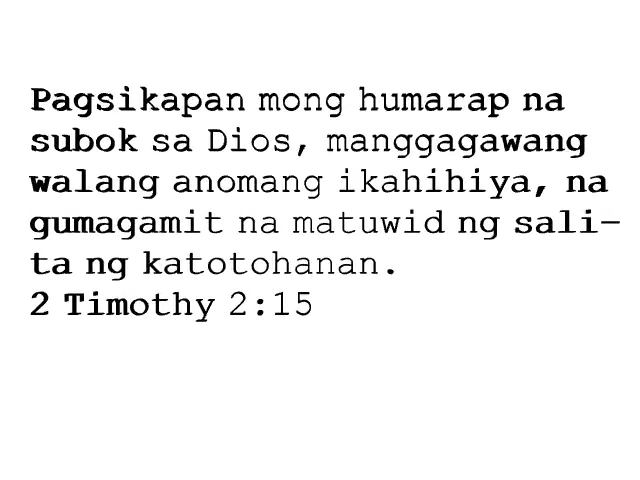 Pagsikapan mong humarap na
subok sa Dios, manggagawang
walang anomang ikahihiya, na
gumagamit na matuwid ng sali-
ta ng katotohanan.
2 Timothy 2:15